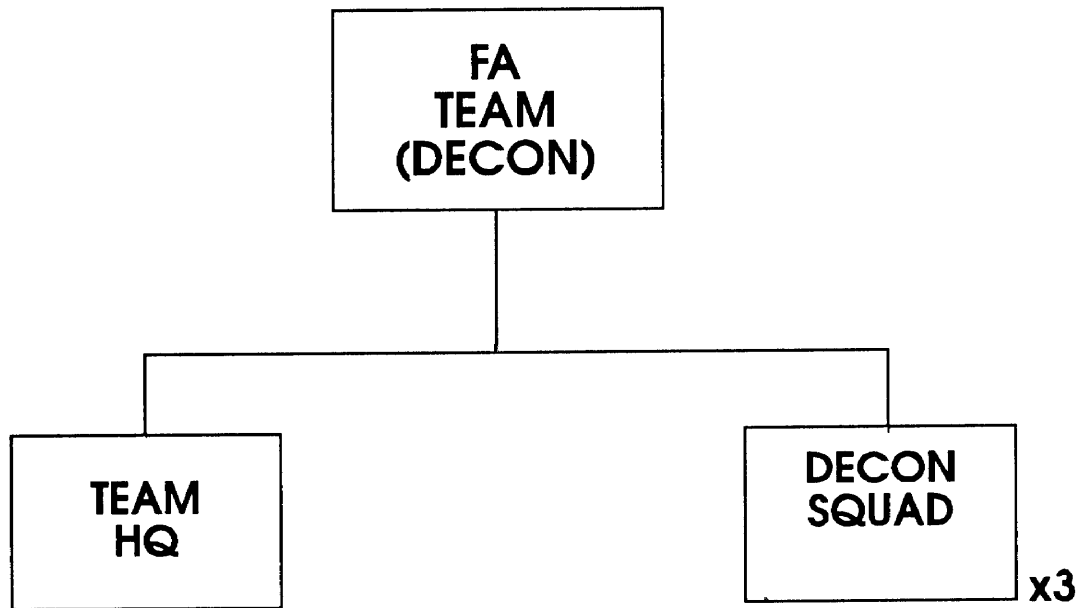 FA
TEAM
(DECON)
TEAM
HQ
DECON
SQUAD
x3